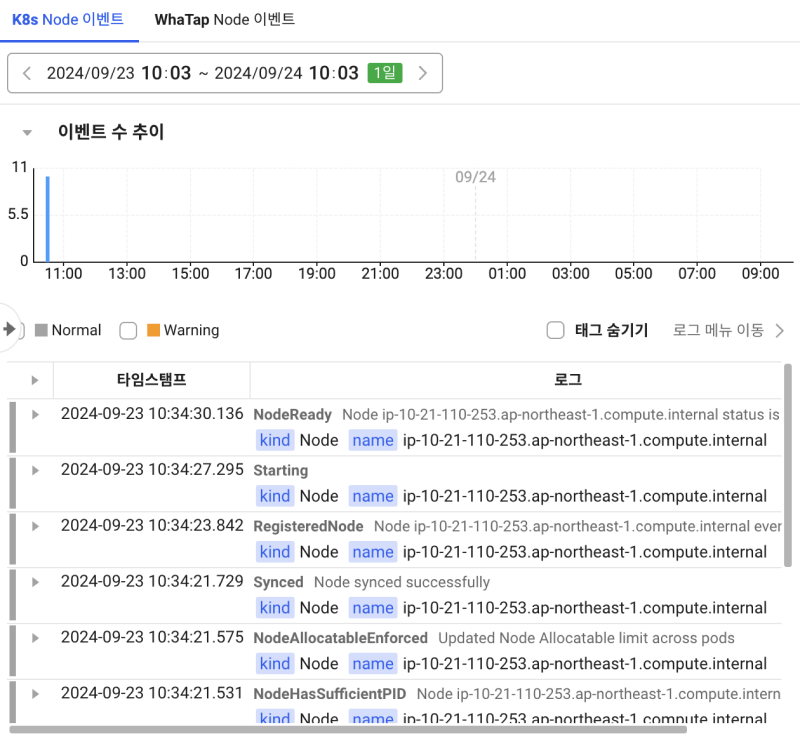 K8s Node 이벤트 WhaTap Node 이벤트
2024/09/23 10:03 ~ 2024/09/24 10:03 1일
이벤트 수 추이
11
09/24
5.5
0
11:00 13:00 15:00 17:00 19:00 21:00 23:00 01:00 03:00 05:00 07:00 09:00
Normal Warning 태그 숨기기 로그 메뉴 이동
타임스탬프 로그
2024-09-23 10:34:30.136 NodeReady Node ip-10-21-110-253.ap-northeast-1.compute.internal status is
kind Node name ip-10-21-110-253.ap-northeast-1.compute.internal
2024-09-23 10:34:27.295 Starting
kind Node name ip-10-21-110-253.ap-northeast-1.compute.internal
2024-09-23 10:34:23.842 RegisteredNode Node ip-10-21-110-253.ap-northeast-1.compute.internal ever
kind Node name ip-10-21-110-253.ap-northeast-1.compute.internal
2024-09-23 10:34:21.729 Synced Node synced successfully
kind Node name ip-10-21-110-253.ap-northeast-1.compute.internal
2024-09-23 10:34:21.575 NodeAllocatableEnforced Updated Node Allocatable limit across pods
kind Node name ip-10-21-110-253.ap-northeast-1.compute.internal
2024-09-23 10:34:21.531 NodeHasSufficientPID Node ip-10-21-110-253.ap-northeast-1.compute.intern
kind Node name ip-10-21-110-253.ap-northeast-1.compute.internal